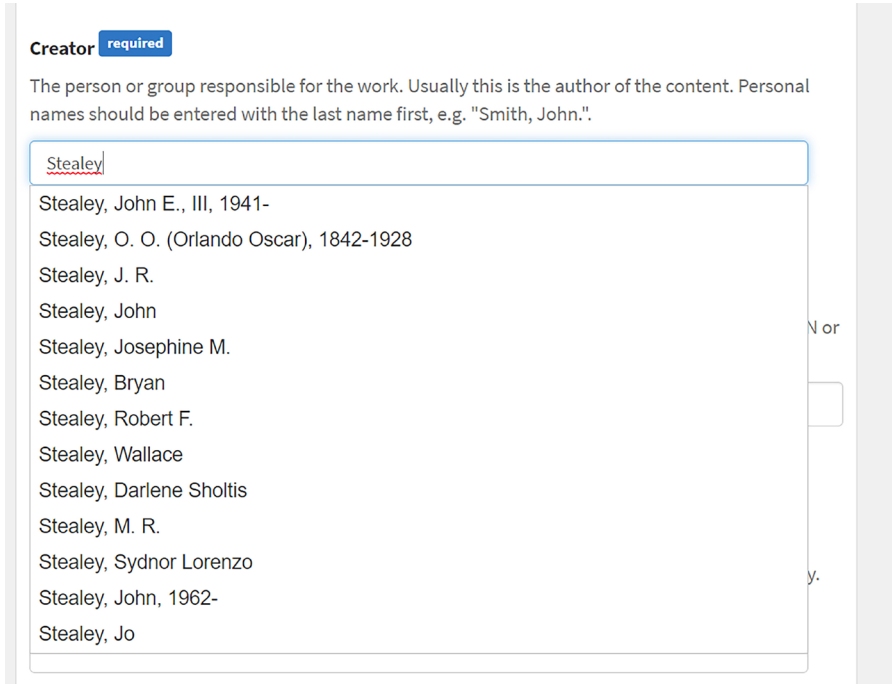 Creator required
The person or group responsible for the work. Usually this is the author of the content. Personal
names should be entered with the last name first, e.g. "Smith, John.".
Stealey
Stealey, John E., III, 1941-
Stealey, O. O. (Orlando Oscar), 1842-1928
Stealey, J. R.
Stealey, John
N or
Stealey, Josephine M.
Stealey, Bryan
Stealey, Robert F.
Stealey, Wallace
Stealey, Darlene Sholtis
Stealey, M. R.
Stealey, Sydnor Lorenzo
y.
Stealey, John, 1962-
Stealey, Jo